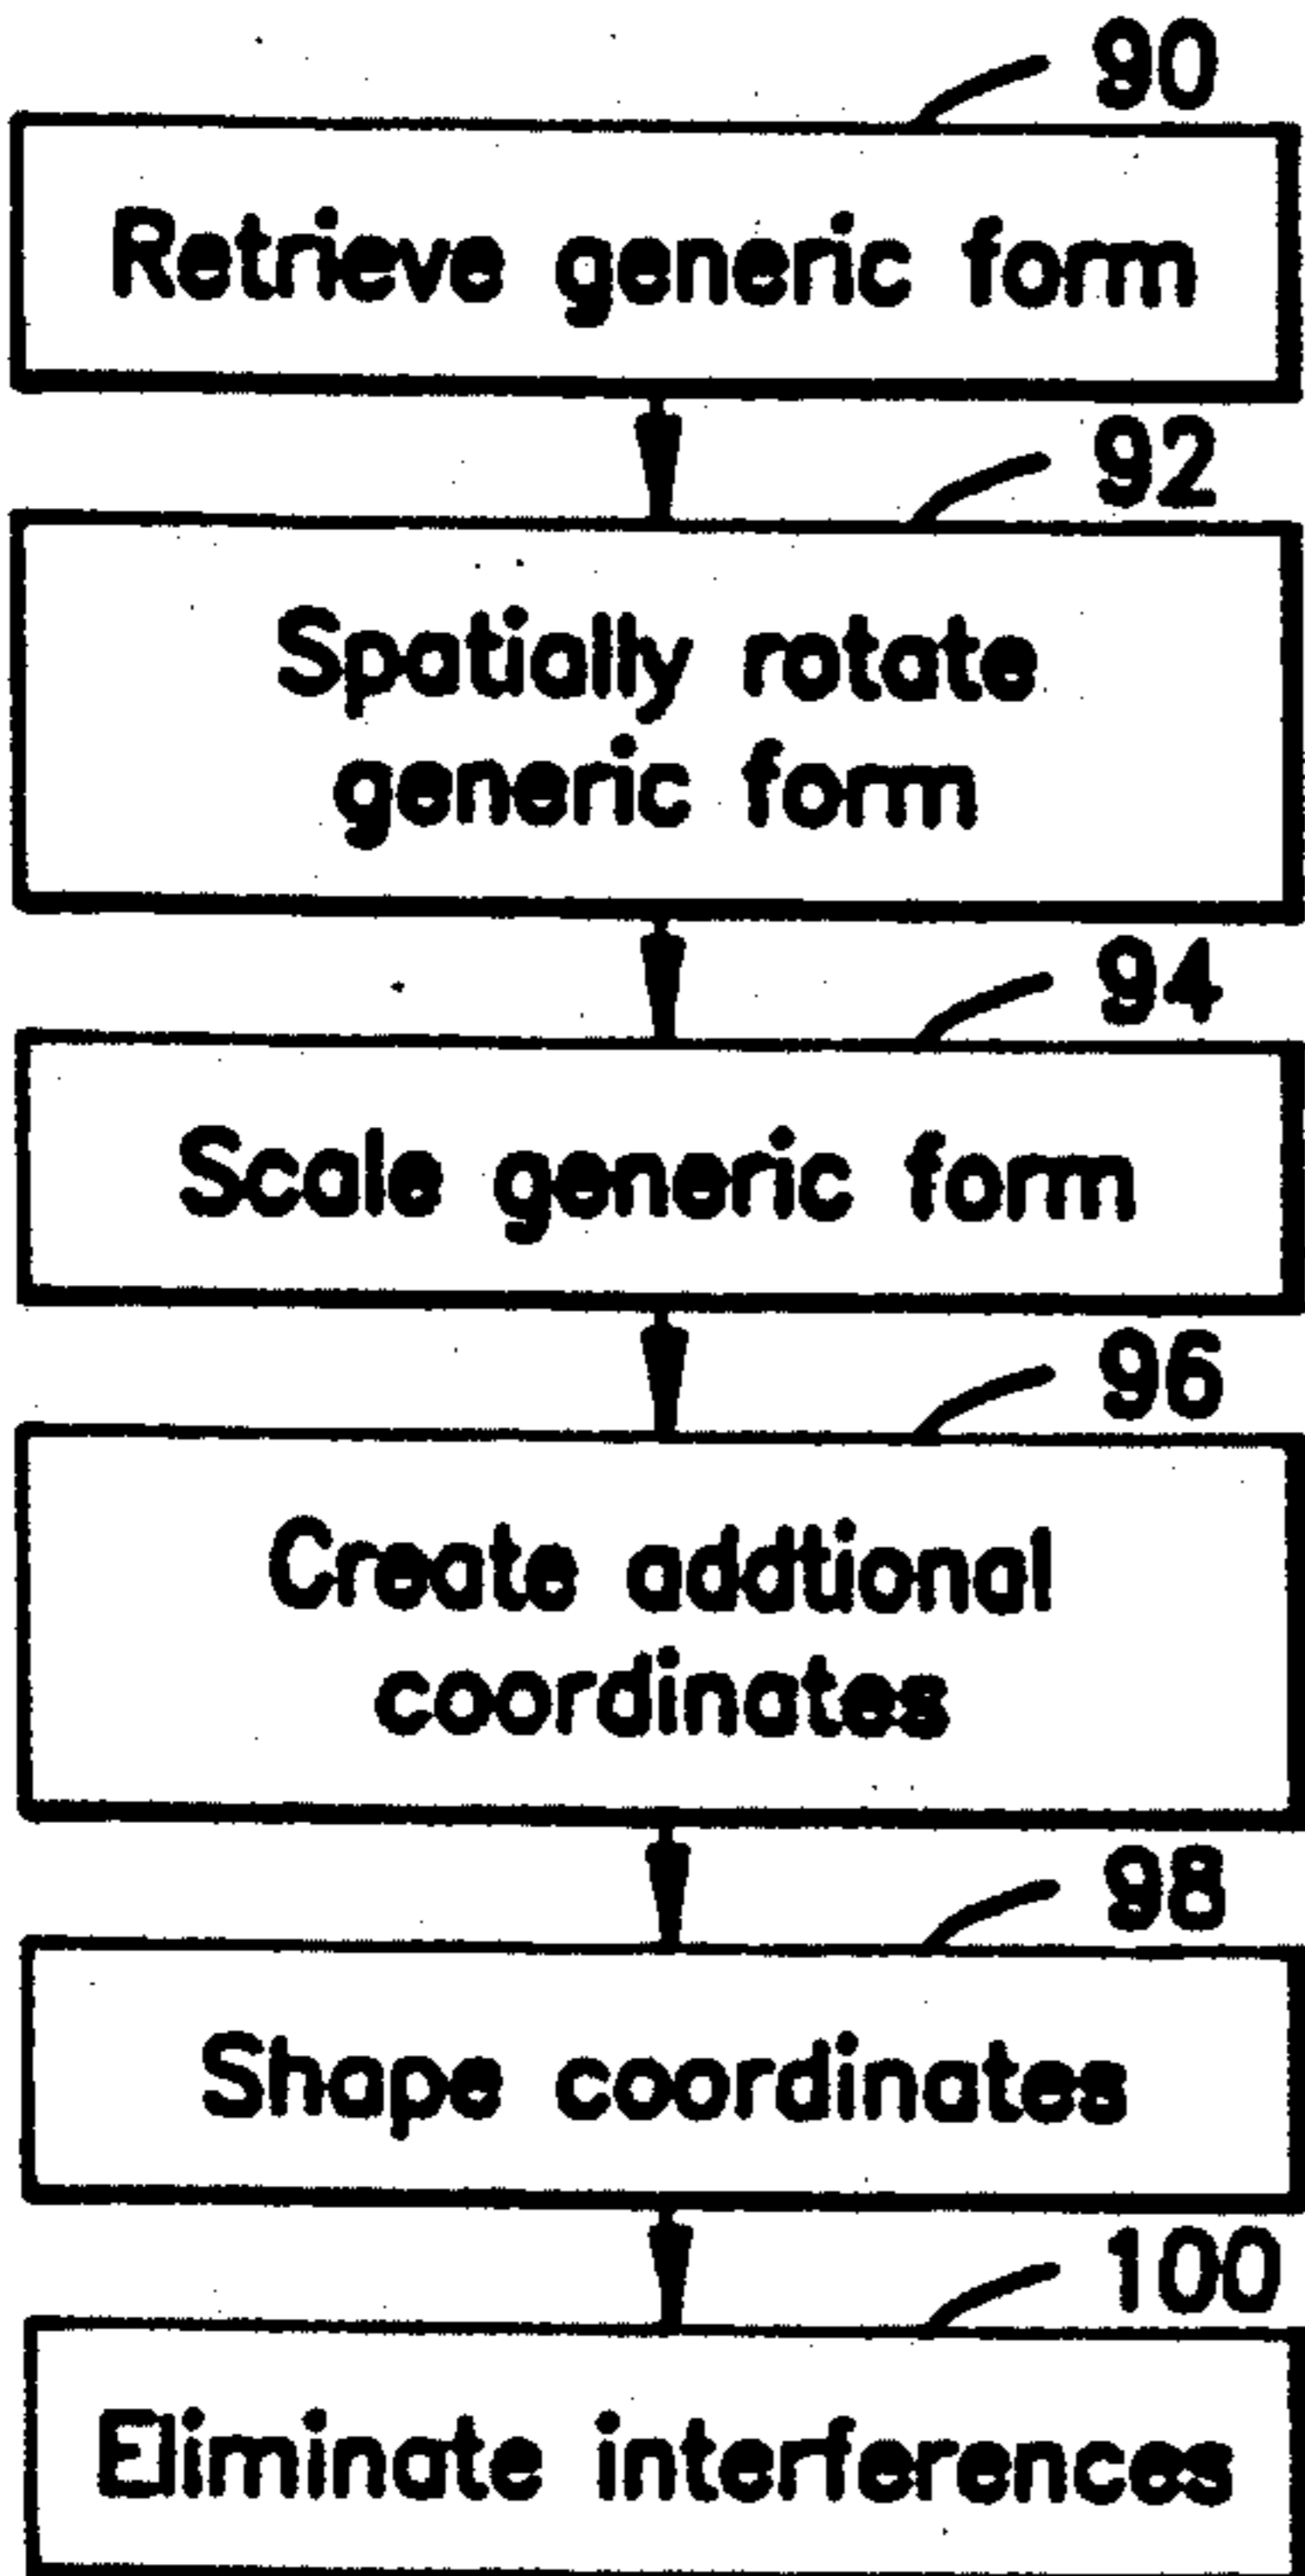 90
Retrieve generic form
92
Spatially rotate
generic form
94
Scale generic form
96
Create addtional
coordinates
98
Shape coordinates
100
Eliminate interferences